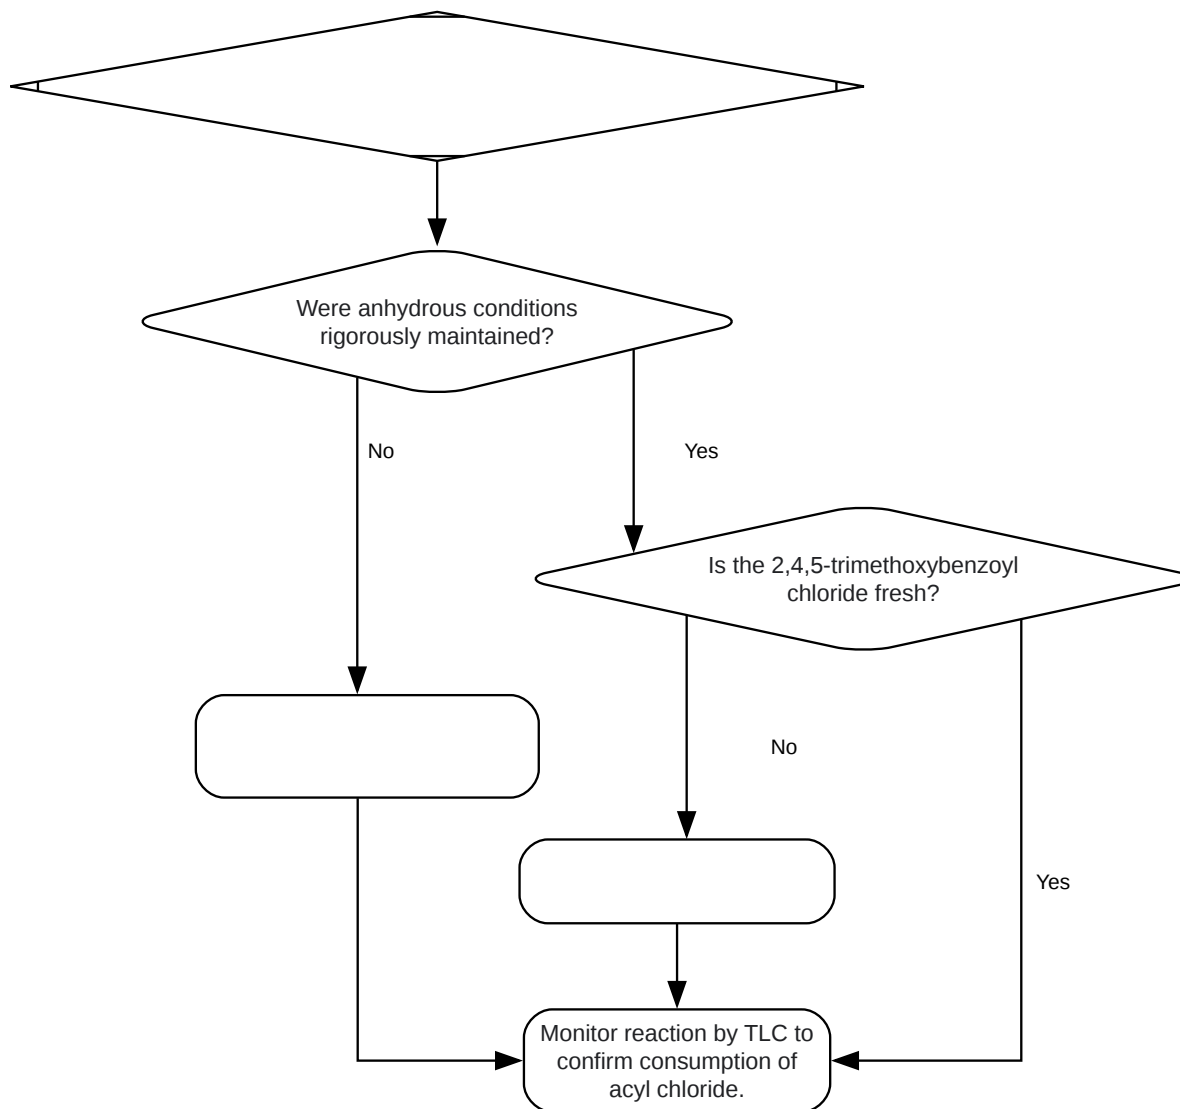 Were anhydrous conditions
rigorously maintained?
No
Yes
Is the 2,4,5-trimethoxybenzoyl
chloride fresh?
No
Yes
Monitor reaction by TLC to
confirm consumption of
acyl chloride.